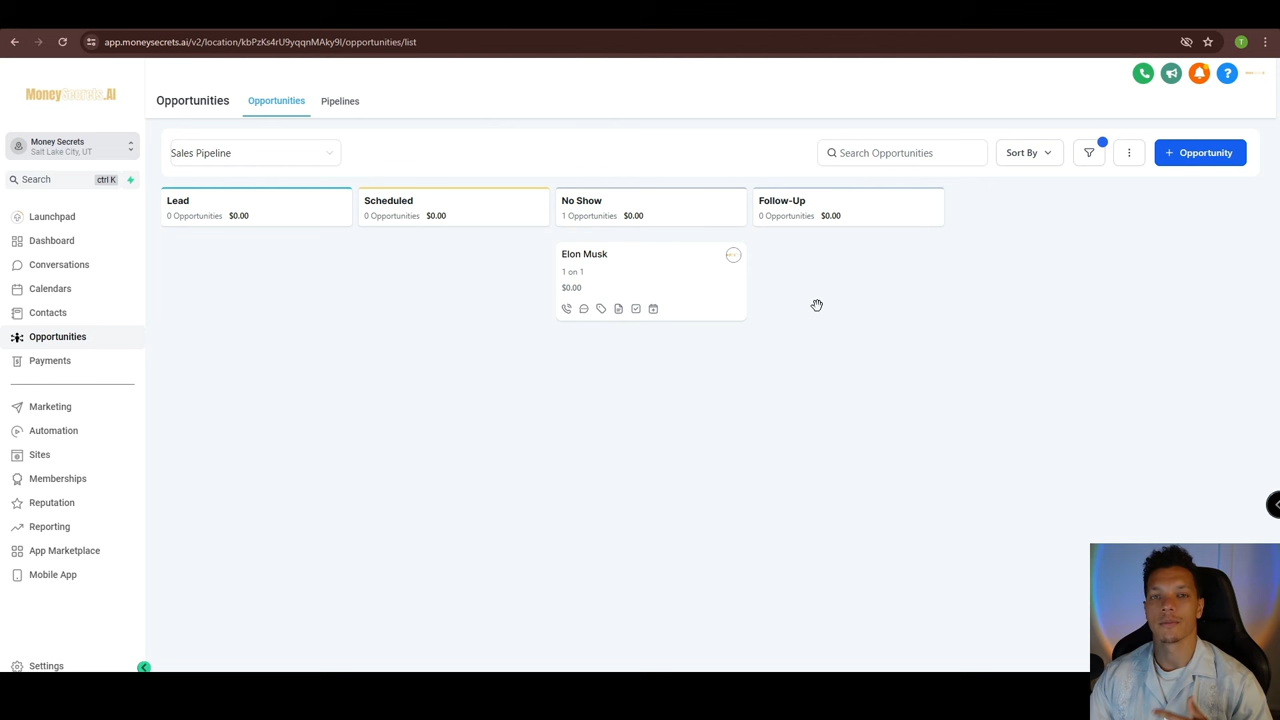 app.moneysecrets.ai/v2/location/kbPzKs4rU9yqqnMAky9I/opportunities/list
T
MoneySecrets.AI
Money Secrets
Salt Lake City, UT
Search
ctrl K
Launchpad
Dashboard
Conversations
Calendars
Contacts
Opportunities
Payments
Marketing
Automation
Sites
Memberships
Reputation
Reporting
App Marketplace
Mobile App
Settings
Opportunities
Opportunities
Pipelines
Sales Pipeline
Search Opportunities
Sort By
+ Opportunity
Lead
0 Opportunities $0.00
Scheduled
0 Opportunities $0.00
No Show
1 Opportunities $0.00
Follow-Up
0 Opportunities $0.00
Elon Musk
1 on 1
$0.00